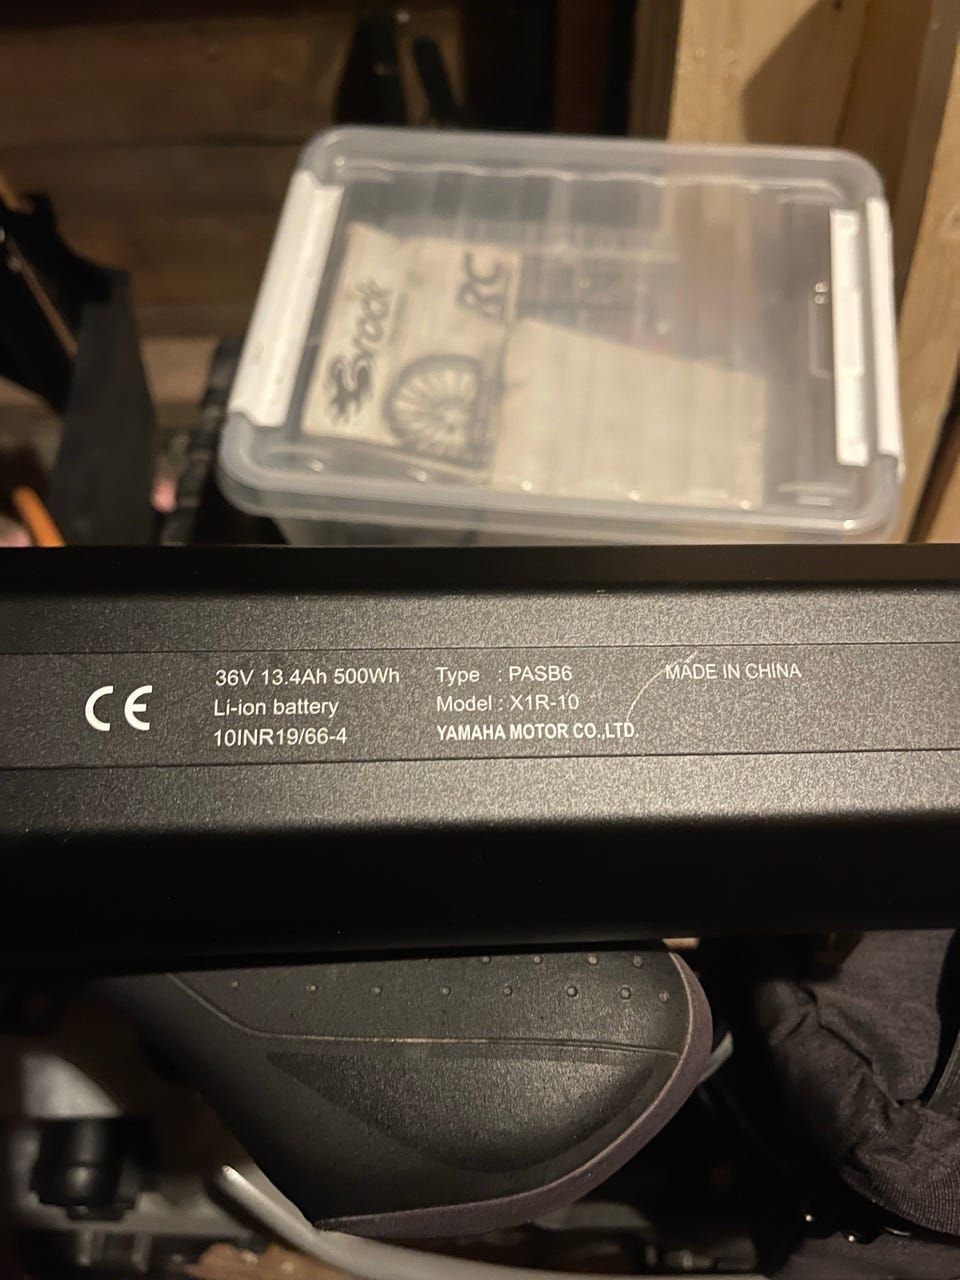 RC
CE
36V 13.4Ah 500Wh
Li-ion battery
10INR19/66-4
Type : PASB6
Model : X1R-10
YAMAHA MOTOR CO.,LTD.
MADE IN CHINA